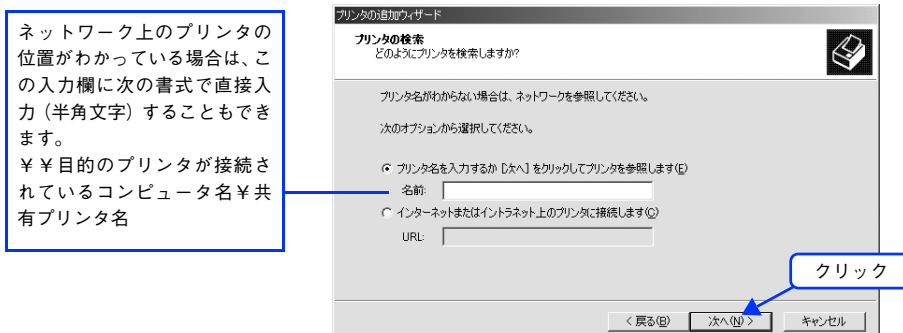 ネットワーク上のプリンタの
位置がわかっている場合は、こ
の入力欄に次の書式で直接入
力（半角文字）することもでき
ます。
￥￥目的のプリンタが接続さ
れているコンピュータ名￥共
有プリンタ名
プリンタの追加ウィザード
プリンタの検索
どのようにプリンタを検索しますか?
プリンタ名がわからない場合は、ネットワークを参照してください。
次のオプションから選択してください。
プリンタ名を入力するか [次へ] をクリックしてプリンタを参照します(E)
名前:
インターネットまたはイントラネット上のプリンタに接続します(C)
URL:
クリック
< 戻る(B)
次へ(N) >
キャンセル